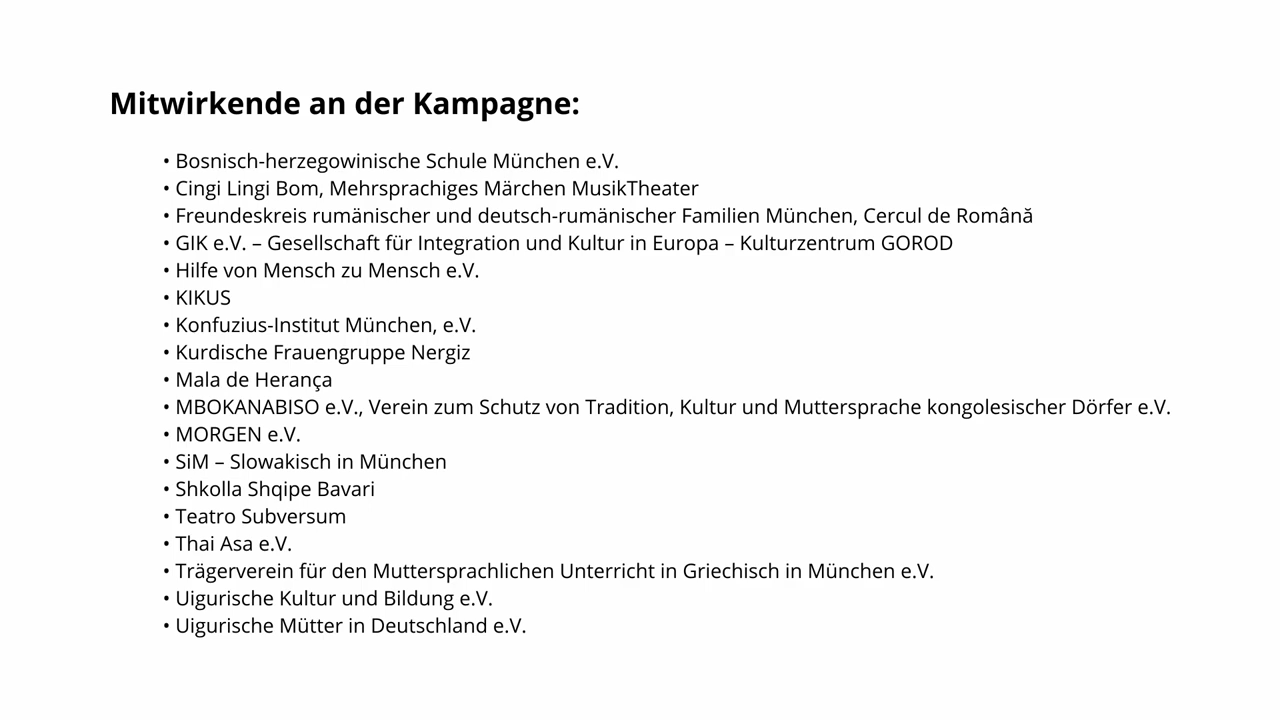 Mitwirkende an der Kampagne:
• Bosnisch-herzegowinische Schule München e.V.
• Cingi Lingi Bom, Mehrsprachiges Märchen MusikTheater
• Freundeskreis rumänischer und deutsch-rumänischer Familien München, Cercul de Română
• GIK e.V. – Gesellschaft für Integration und Kultur in Europa – Kulturzentrum GOROD
• Hilfe von Mensch zu Mensch e.V.
• KIKUS
• Konfuzius-Institut München, e.V.
• Kurdische Frauengruppe Nergiz
• Mala de Herança
• MBOKANABISO e.V., Verein zum Schutz von Tradition, Kultur und Muttersprache kongolesischer Dörfer e.V.
• MORGEN e.V.
• SiM – Slowakisch in München
• Shkolla Shqipe Bavari
• Teatro Subversum
• Thai Asa e.V.
• Trägerverein für den Muttersprachlichen Unterricht in Griechisch in München e.V.
• Uigurische Kultur und Bildung e.V.
• Uigurische Mütter in Deutschland e.V.